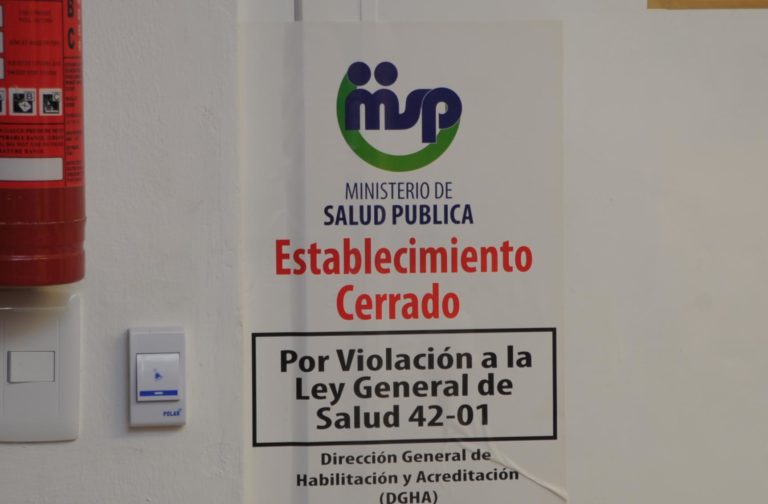 msp
MINISTERIO DE
SALUD PUBLICA
Establecimiento
Cerrado
Por Violación a la
Ley General de
Salud 42-01
Dirección General de
Habilitación y Acreditación
(DGHA)
B
C